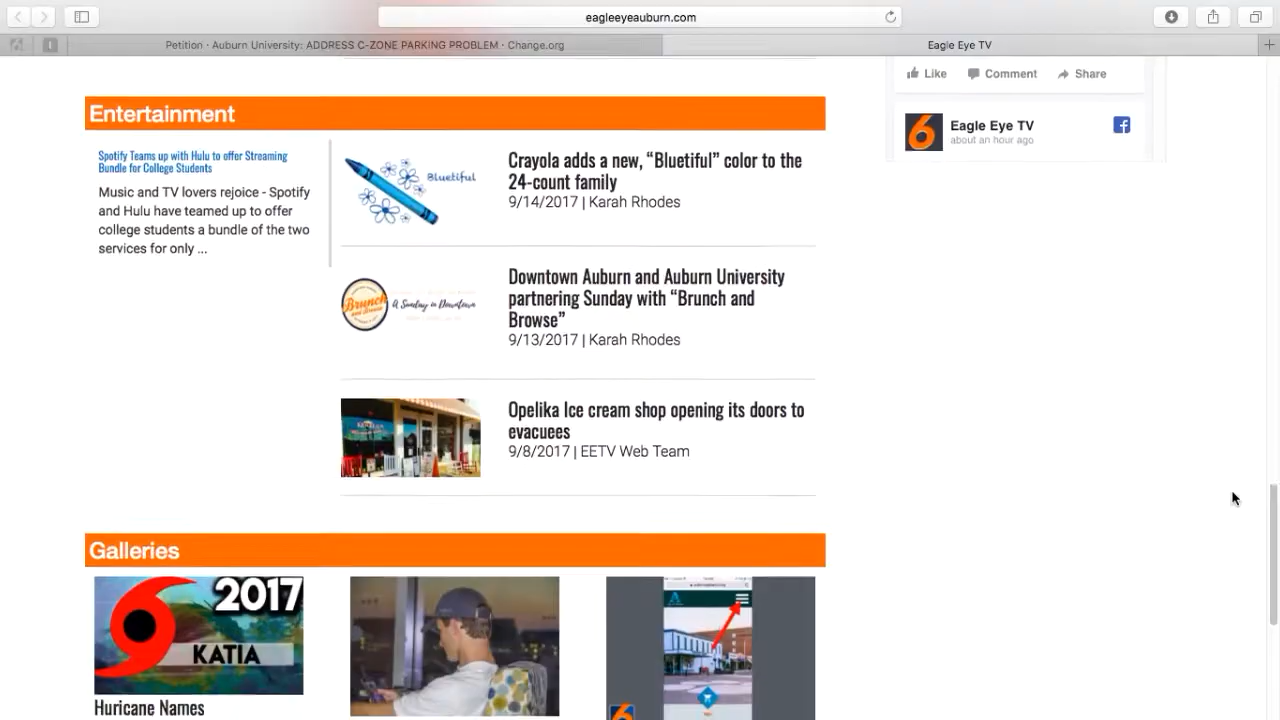 eagleeyeauburn.com
Petition · Auburn University: ADDRESS C-ZONE PARKING PROBLEM · Change.org
Eagle Eye TV
Like Comment Share
Eagle Eye TV
about an hour ago
Entertainment
Spotify Teams up with Hulu to offer Streaming
Bundle for College Students
Music and TV lovers rejoice - Spotify
and Hulu have teamed up to offer
college students a bundle of the two
services for only ...
Bluetiful
Crayola adds a new, “Bluetiful” color to the
24-count family
9/14/2017 | Karah Rhodes
Brunch
and Browse
A Sunday in Downtown
Downtown Auburn and Auburn University
partnering Sunday with “Brunch and
Browse”
9/13/2017 | Karah Rhodes
Opelika Ice cream shop opening its doors to
evacuees
9/8/2017 | EETV Web Team
Galleries
2017
KATIA
Huricane Names